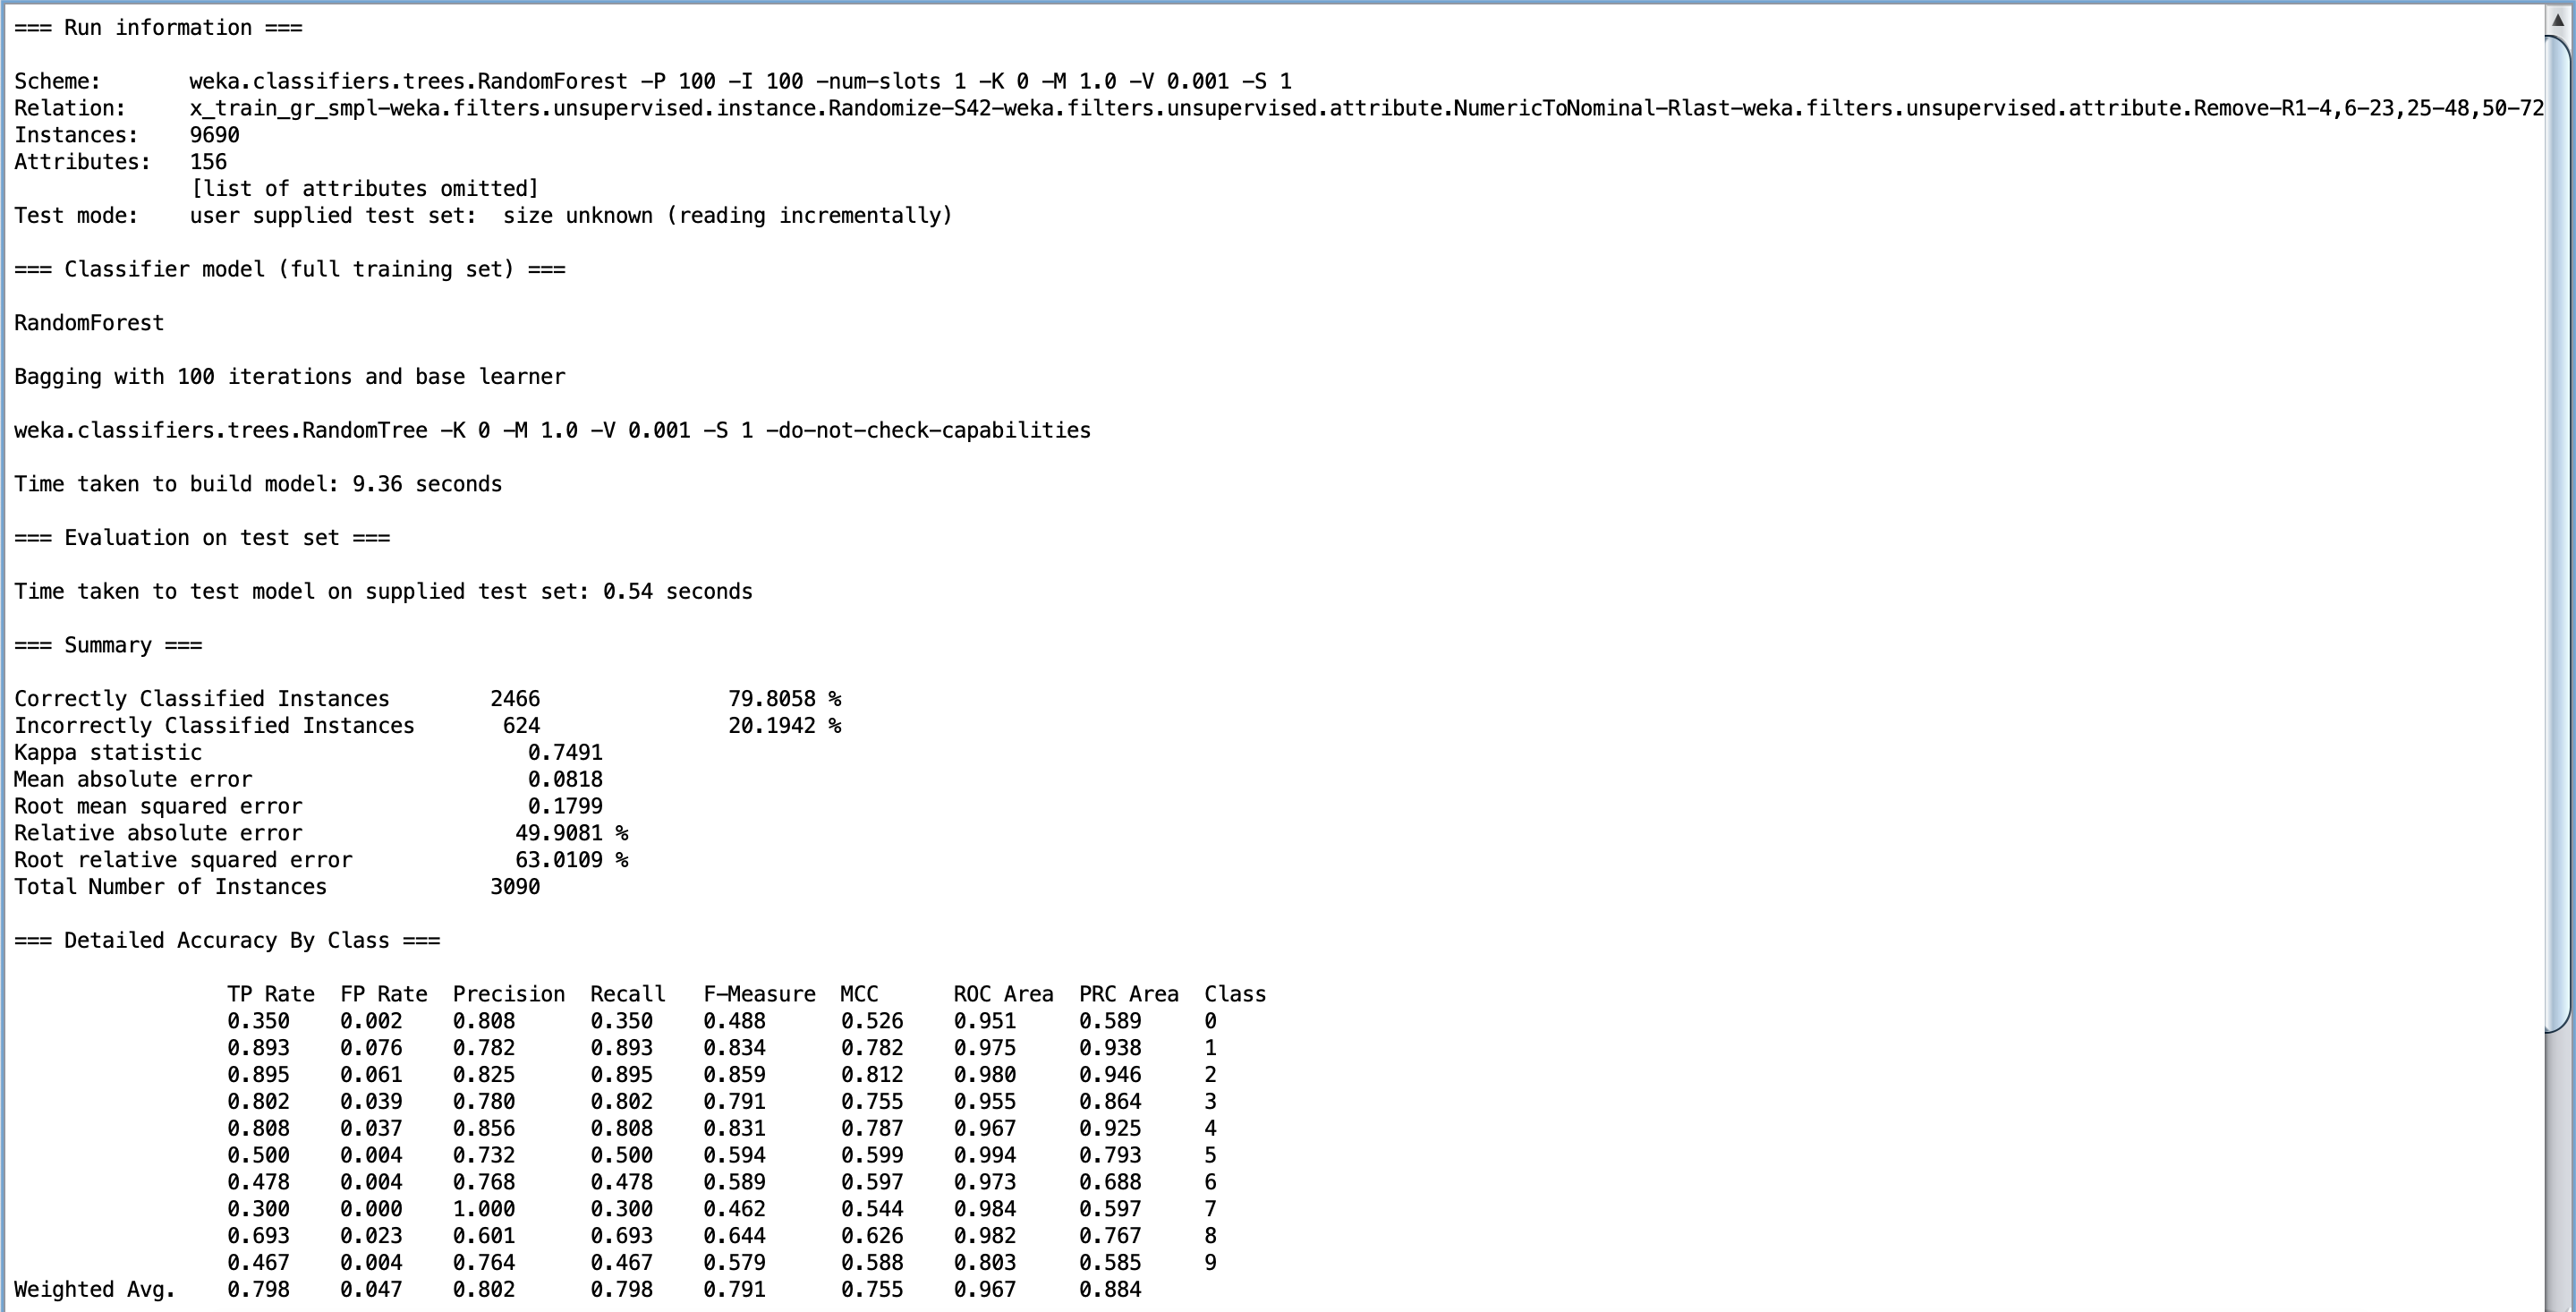 === Run information ===
Scheme:       weka.classifiers.trees.RandomForest -P 100 -I 100 -num-slots 1 -K 0 -M 1.0 -V 0.001 -S 1
Relation:     x_train_gr_smpl-weka.filters.unsupervised.instance.Randomize-S42-weka.filters.unsupervised.attribute.NumericToNominal-Rlast-weka.filters.unsupervised.attribute.Remove-R1-4,6-23,25-48,50-72
Instances:    9690
Attributes:   156
[list of attributes omitted]
Test mode:    user supplied test set:  size unknown (reading incrementally)
=== Classifier model (full training set) ===
RandomForest
Bagging with 100 iterations and base learner
weka.classifiers.trees.RandomTree -K 0 -M 1.0 -V 0.001 -S 1 -do-not-check-capabilities
Time taken to build model: 9.36 seconds
=== Evaluation on test set ===
Time taken to test model on supplied test set: 0.54 seconds
=== Summary ===
Correctly Classified Instances        2466               79.8058 %
Incorrectly Classified Instances       624               20.1942 %
Kappa statistic                          0.7491
Mean absolute error                      0.0818
Root mean squared error                  0.1799
Relative absolute error                 49.9081 %
Root relative squared error             63.0109 %
Total Number of Instances             3090
=== Detailed Accuracy By Class ===
TP Rate  FP Rate  Precision  Recall   F-Measure  MCC      ROC Area  PRC Area  Class
0.350    0.002    0.808      0.350    0.488      0.526    0.951     0.589     0
0.893    0.076    0.782      0.893    0.834      0.782    0.975     0.938     1
0.895    0.061    0.825      0.895    0.859      0.812    0.980     0.946     2
0.802    0.039    0.780      0.802    0.791      0.755    0.955     0.864     3
0.808    0.037    0.856      0.808    0.831      0.787    0.967     0.925     4
0.500    0.004    0.732      0.500    0.594      0.599    0.994     0.793     5
0.478    0.004    0.768      0.478    0.589      0.597    0.973     0.688     6
0.300    0.000    1.000      0.300    0.462      0.544    0.984     0.597     7
0.693    0.023    0.601      0.693    0.644      0.626    0.982     0.767     8
0.467    0.004    0.764      0.467    0.579      0.588    0.803     0.585     9
Weighted Avg.    0.798    0.047    0.802      0.798    0.791      0.755    0.967     0.884